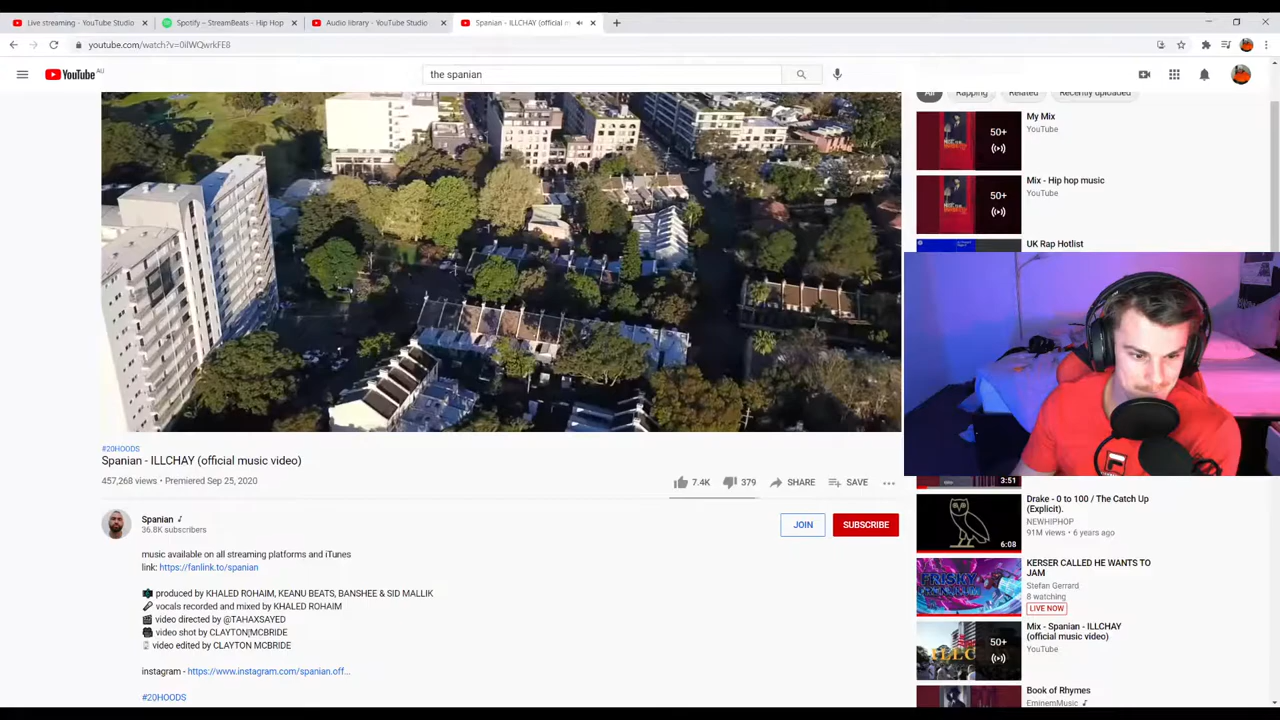 Live streaming - YouTube Studio
Spotify – StreamBeats - Hip Hop
Audio library - YouTube Studio
Spanian - ILLCHAY (official m
youtube.com/watch?v=0ilWQwrkFE8
YouTube AU
the spanian
All Rapping Related Recently uploaded
My Mix
YouTube
50+
Mix - Hip hop music
YouTube
50+
UK Rap Hotlist
#20HOODS
Spanian - ILLCHAY (official music video)
457,268 views • Premiered Sep 25, 2020
7.4K 379 SHARE SAVE
Spanian
36.8K subscribers
JOIN SUBSCRIBE
music available on all streaming platforms and iTunes
link: https://fanlink.to/spanian
produced by KHALED ROHAIM, KEANU BEATS, BANSHEE & SID MALLIK
vocals recorded and mixed by KHALED ROHAIM
video directed by @TAHAXSAYED
video shot by CLAYTON MCBRIDE
video edited by CLAYTON MCBRIDE
instagram - https://www.instagram.com/spanian.off...
#20HOODS
3:51
Drake - 0 to 100 / The Catch Up
(Explicit).
NEWHIPHOP
91M views • 6 years ago
6:08
KERSER CALLED HE WANTS TO
JAM
Stefan Gerrard
8 watching
LIVE NOW
FRISKY
Mix - Spanian - ILLCHAY
(official music video)
YouTube
50+
ILLC
Book of Rhymes
EminemMusic